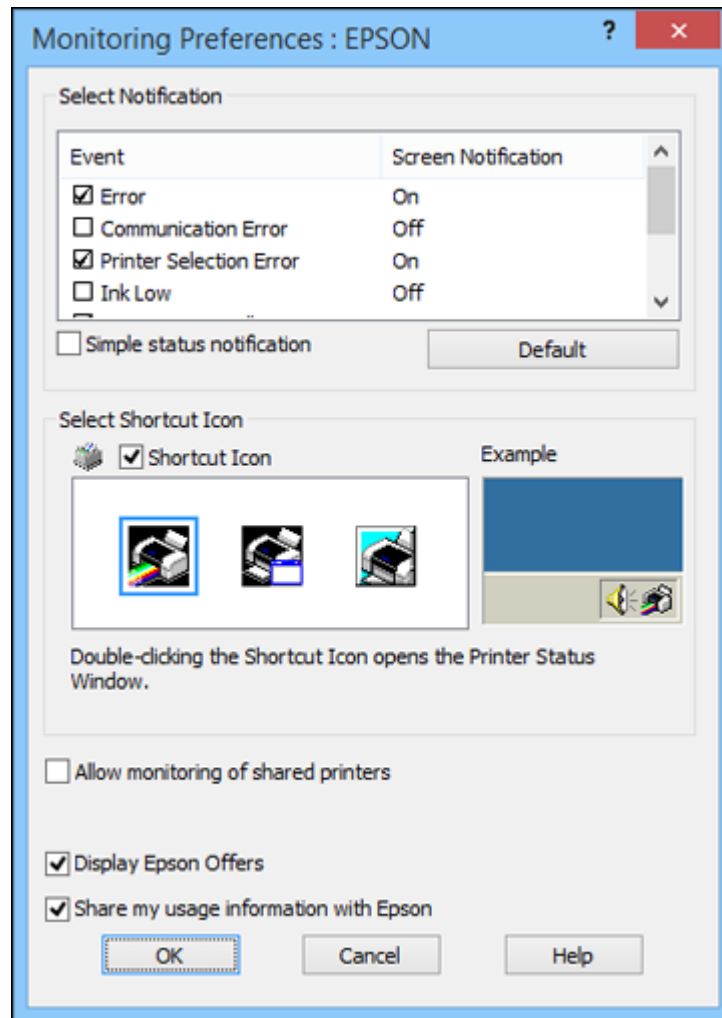 Monitoring Preferences : EPSON ?
Select Notification
Event Screen Notification
Error On
Communication Error Off
Printer Selection Error On
Ink Low Off
Simple status notification Default
Select Shortcut Icon
Shortcut Icon Example
Double-clicking the Shortcut Icon opens the Printer Status
Window.
Allow monitoring of shared printers
Display Epson Offers
Share my usage information with Epson
OK Cancel Help